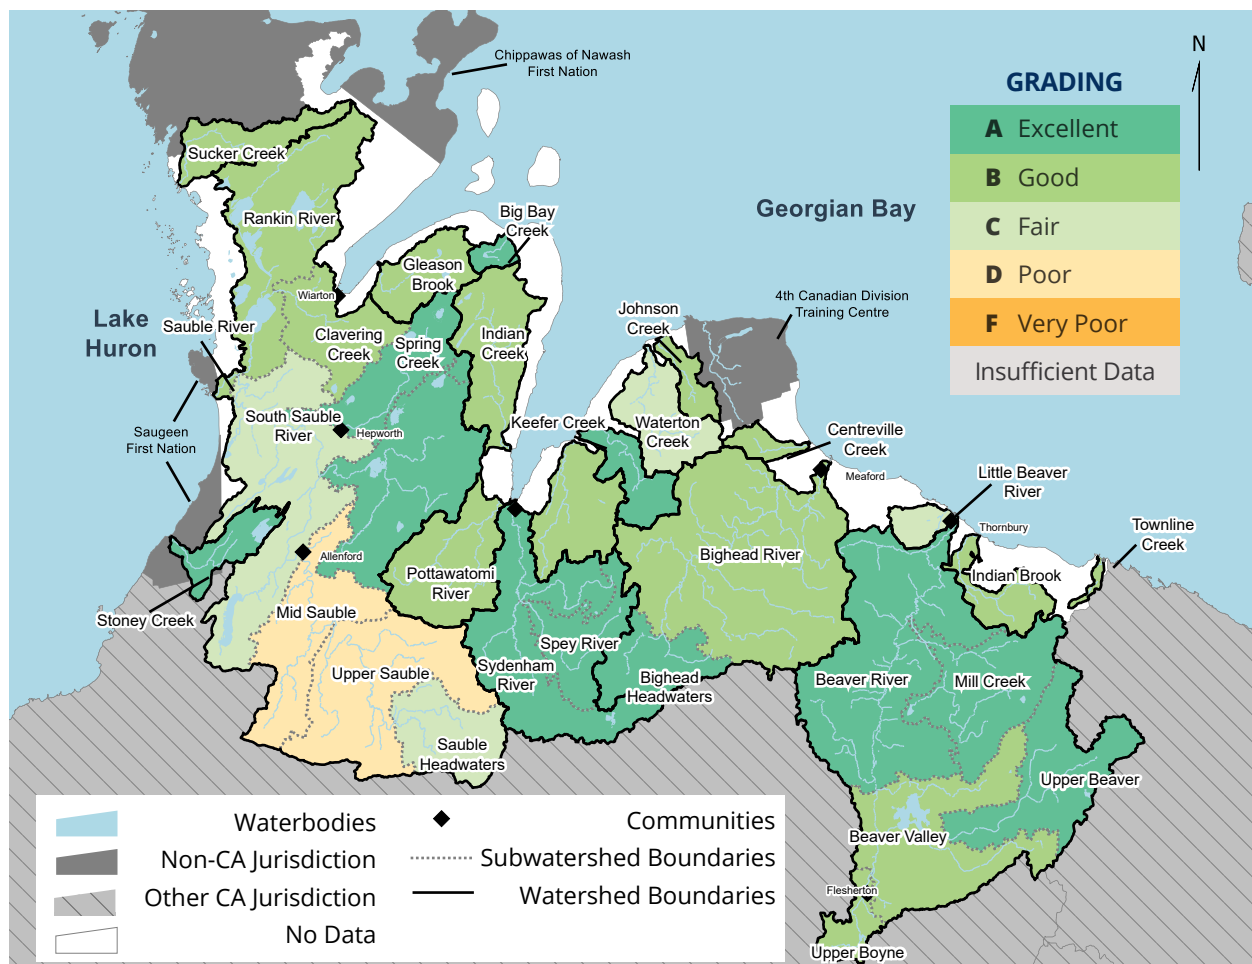 Chippawas of Nawash
First Nation
N
GRADING
A Excellent
B Good
C Fair
D Poor
F Very Poor
Insufficient Data
Sucker Creek
Rankin River
Big Bay
Creek
Georgian Bay
Gleason
Brook
Wiarton
4th Canadian Division
Training Centre
Johnson
Creek
Lake
Huron
Sauble River
Clavering
Creek
Spring
Creek
Indian
Creek
South Sauble
River
Hepworth
Keefer Creek
Waterton
Creek
Centreville
Creek
Saugeen
First Nation
Meaford
Little Beaver
River
Thornbury
Townline
Creek
Allenford
Bighead River
Pottawatomi
River
Indian Brook
Stoney Creek
Mid Sauble
Spey River
Upper Sauble
Sydenham
River
Bighead
Headwaters
Beaver River
Mill Creek
Sauble
Headwaters
Upper Beaver
Beaver Valley
Flesherton
Upper Boyne
Waterbodies
Non-CA Jurisdiction
Other CA Jurisdiction
No Data
Communities
Subwatershed Boundaries
Watershed Boundaries